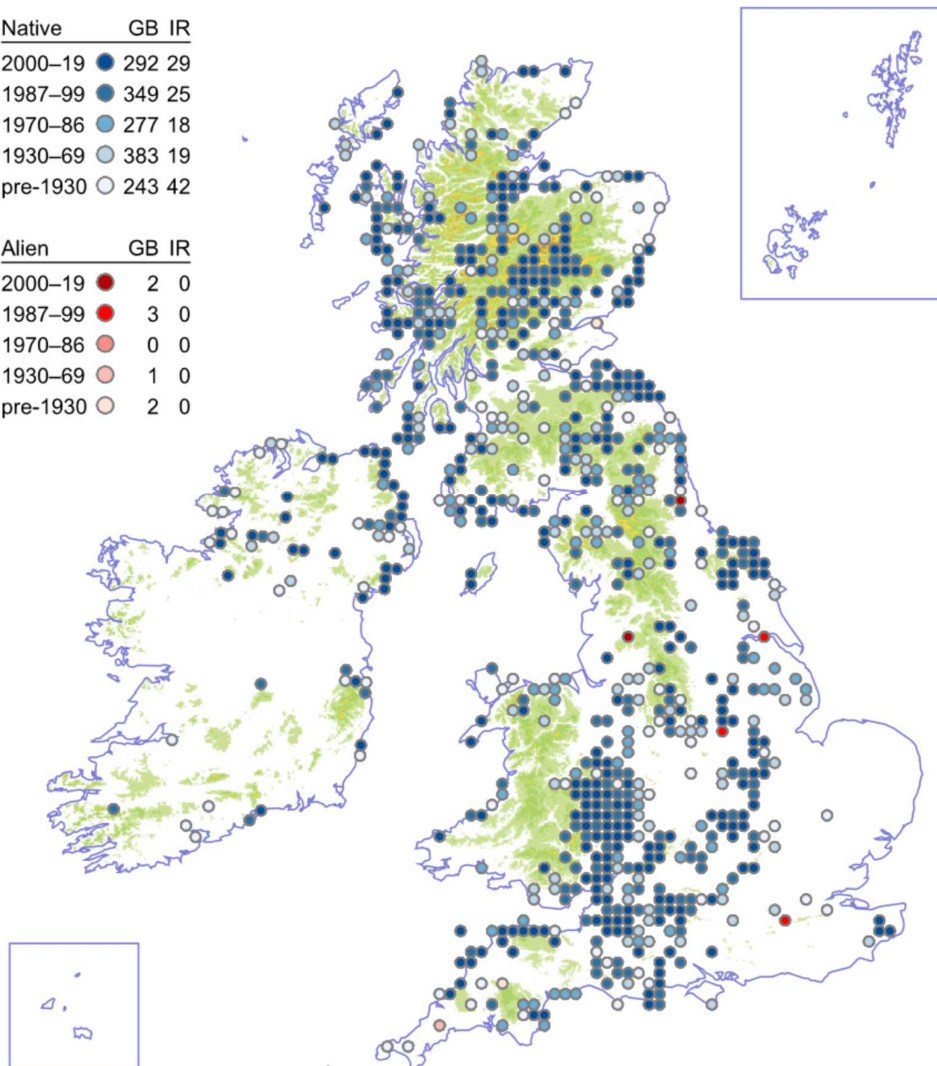 Native GB IR
2000–19 292 29
1987–99 349 25
1970–86 277 18
1930–69 383 19
pre-1930 243 42
Alien GB IR
2000–19 2 0
1987–99 3 0
1970–86 0 0
1930–69 1 0
pre-1930 2 0